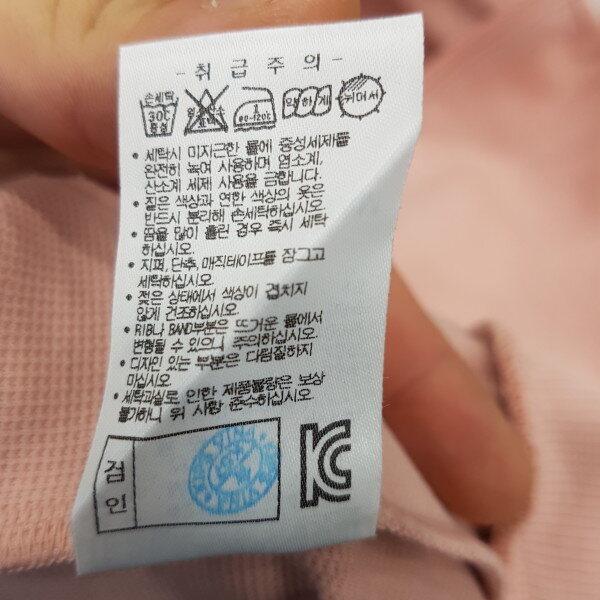 - 취 급 주 의 -
손세탁
30℃
중성
염소
표백
80~120℃
약하게
뉘어서
• 세탁시 미지근한 물에 중성세제를
완전히 녹여 사용하며 염소계,
산소계 세제 사용을 금합니다.
• 짙은 색상과 연한 색상의 옷은
반드시 분리해 손세탁하십시오.
• 땀을 많이 흘린 경우 즉시 세탁
하십시오.
• 지퍼, 단추, 매직테이프를 잠그고
세탁하십시오.
• 젖은 상태에서 색상이 겹치지
않게 건조하십시오.
• RIB나 BAND부분은 뜨거운 물에서
변형될 수 있으니 주의하십시오.
• 디자인 있는 부분은 다림질하지
마십시오.
• 세탁과실로 인한 제품불량은 보상
불가하니 위 사항 준수하십시오.
검
인